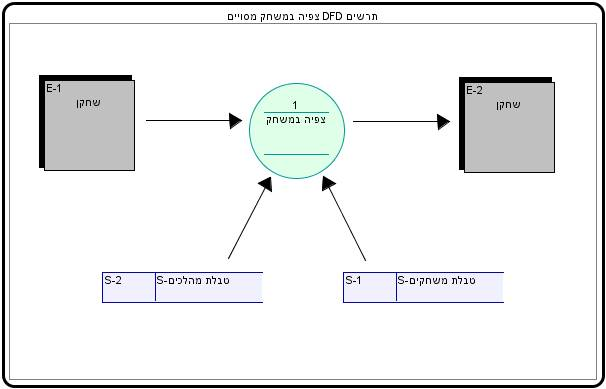 תרשים DFD צפיה במשחק מסויים
E-1
שחקן
1
צפיה במשחק
E-2
שחקן
S-2
S-טבלת מהלכים
S-1
S-טבלת משחקים